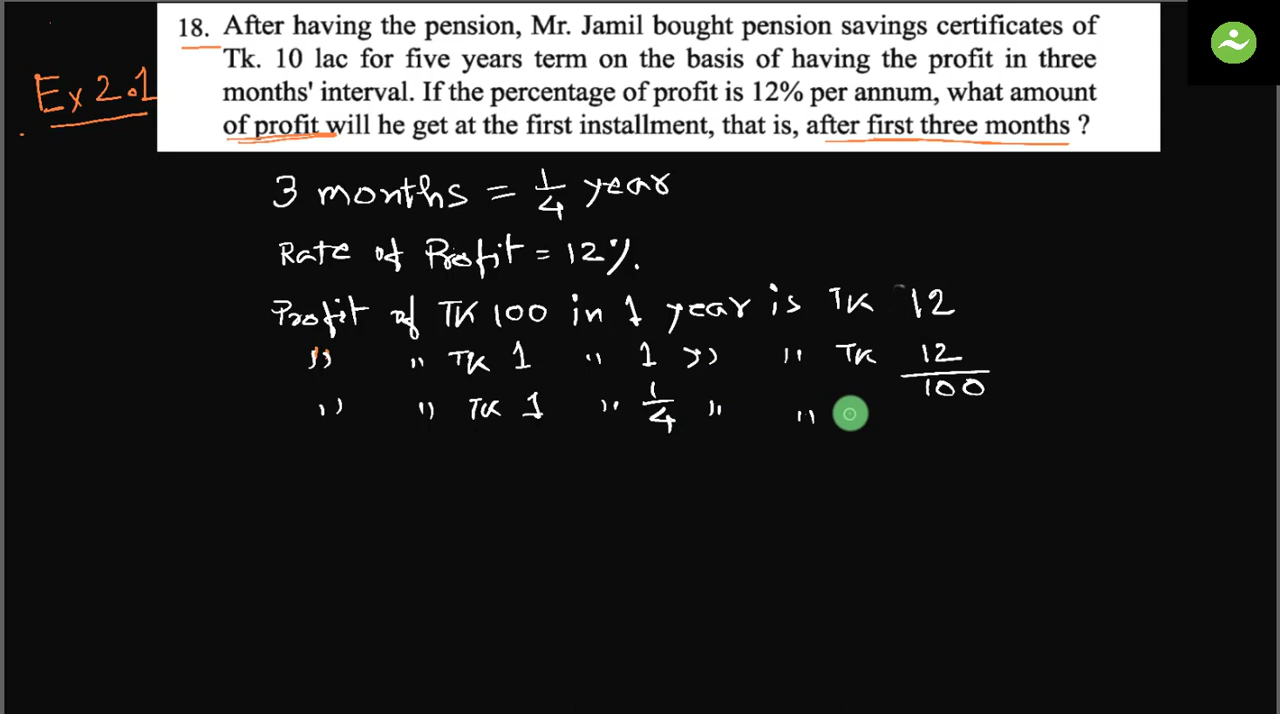 18. After having the pension, Mr. Jamil bought pension savings certificates of
Tk. 10 lac for five years term on the basis of having the profit in three
months' interval. If the percentage of profit is 12% per annum, what amount
of profit will he get at the first installment, that is, after first three months ?
Ex 2.1
3 months = 1/4 year
Rate of Profit = 12%.
Profit of TK 100 in 1 year is TK 12
" " TK 1 " 1 " " TK 12/100
" " TK 1 " 1/4 " "